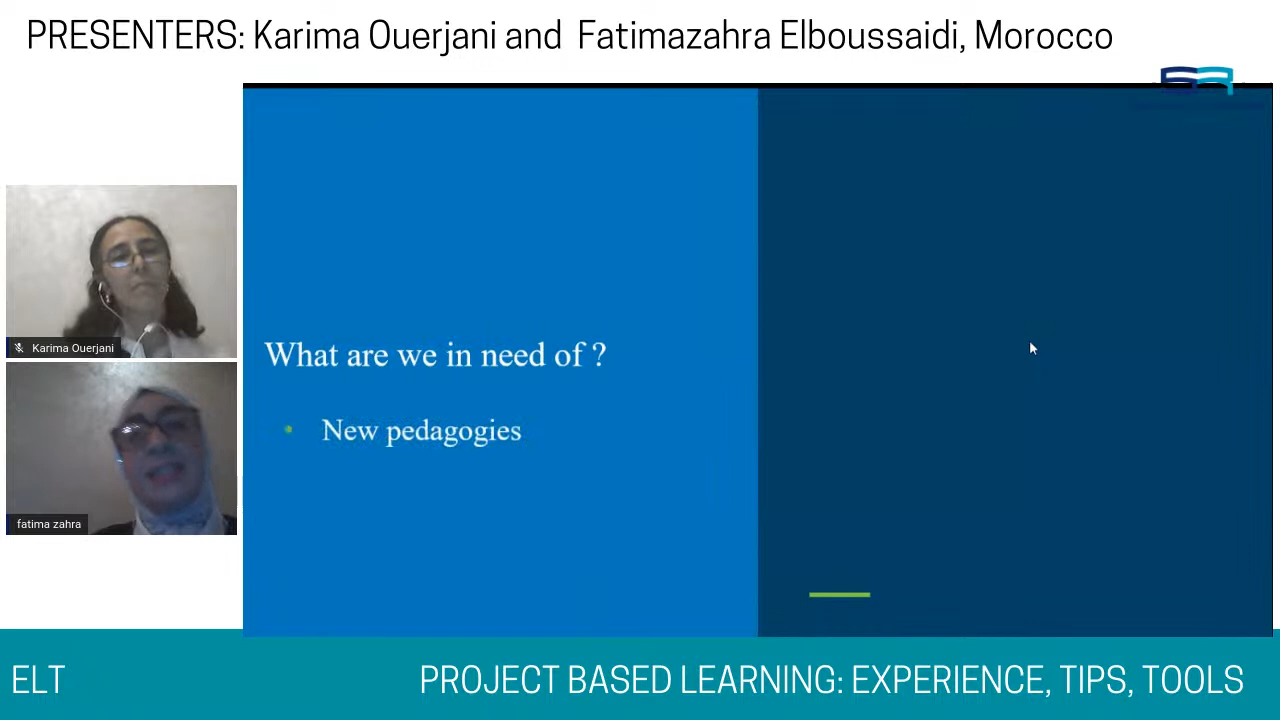 PRESENTERS: Karima Ouerjani and Fatimazahra Elboussaidi, Morocco
Karima Ouerjani
fatima zahra
What are we in need of ?
• New pedagogies
ELT
PROJECT BASED LEARNING: EXPERIENCE, TIPS, TOOLS